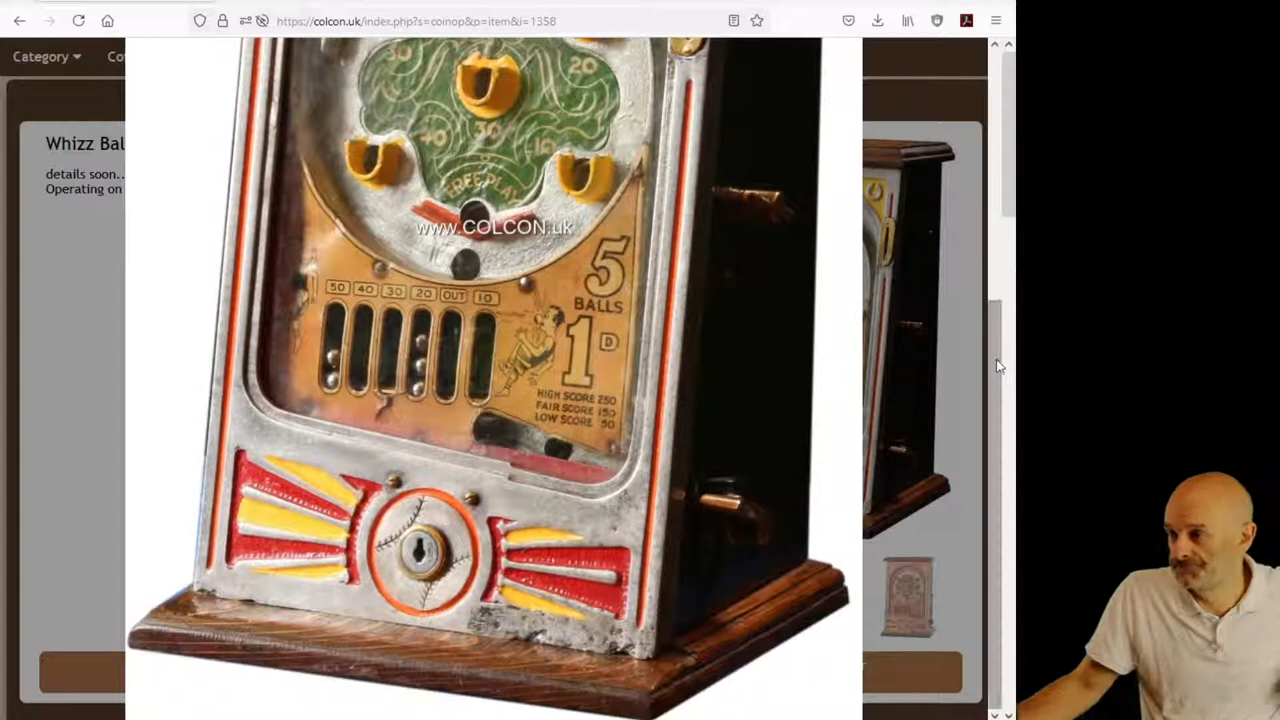 https://colcon.uk/index.php?s=coinop&p=item&i=1358
Category
Co
Whizz Bal
details soon..
Operating on
30
20
40
30
10
FREE PLAY
www.COLCON.uk
5
BALLS
1D
50 40 30 20 OUT 10
HIGH SCORE 250
FAIR SCORE 150
LOW SCORE 50